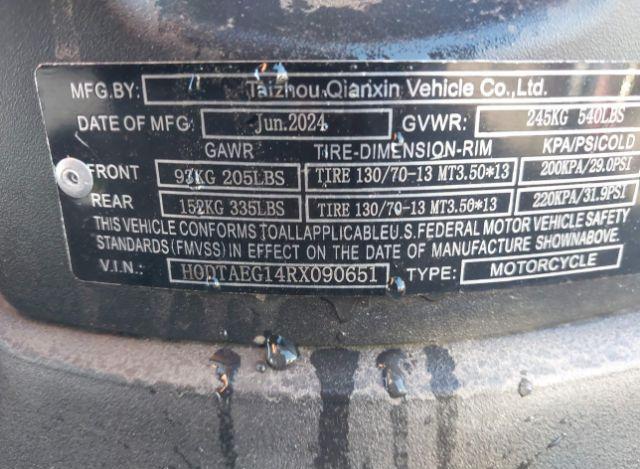 MFG.BY: Taizhou Qianxin Vehicle Co.,Ltd.
DATE OF MFG: Jun.2024 GVWR: 245KG 540LBS
GAWR TIRE-DIMENSION-RIM KPA/PSICOLD
FRONT 93KG 205LBS TIRE 130/70-13 MT3.50*13 200KPA/29.0PSI
REAR 152KG 335LBS TIRE 130/70-13 MT3.50*13 220KPA/31.9PSI
THIS VEHICLE CONFORMS TOALLAPPLICABLEU.S.FEDERAL MOTOR VEHICLE SAFETY
STANDARDS (FMVSS) IN EFFECT ON THE DATE OF MANUFACTURE SHOWNABOVE.
V.I.N.: H0DTAEG14RX090651 TYPE: MOTORCYCLE